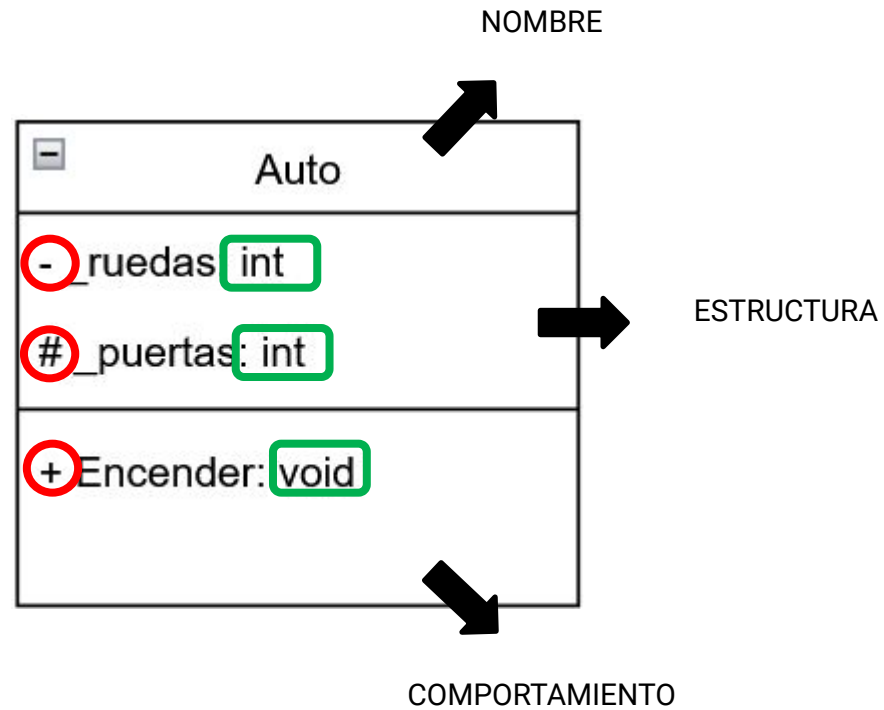 NOMBRE
Auto
- _ruedas: int
ESTRUCTURA
# _puertas: int
+ Encender: void
COMPORTAMIENTO